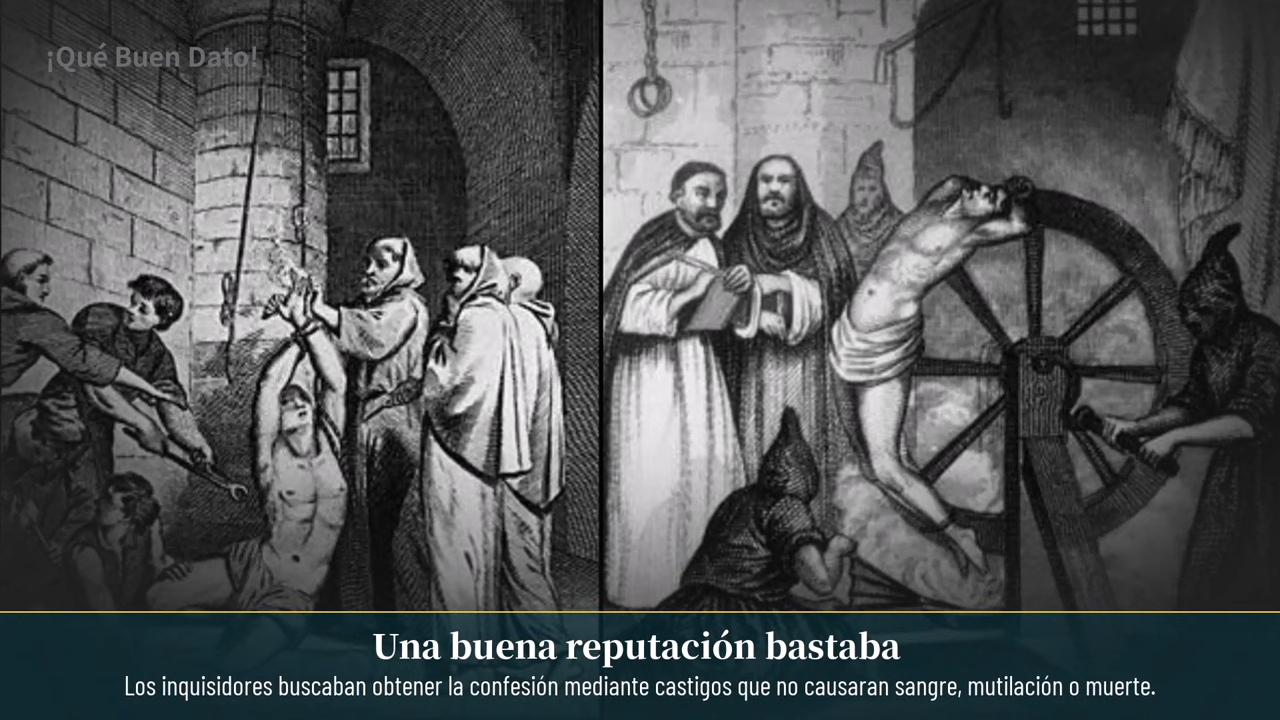 ¡Qué Buen Dato!
Una buena reputación bastaba
Los inquisidores buscaban obtener la confesión mediante castigos que no causaran sangre, mutilación o muerte.